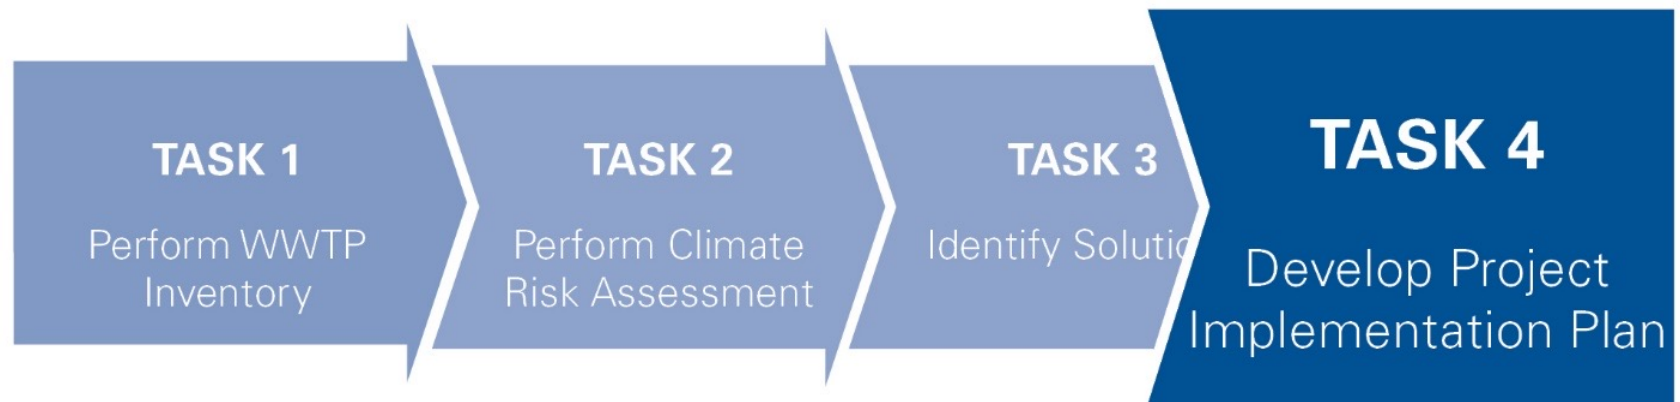 TASK 1
Perform WWTP
Inventory
TASK 2
Perform Climate
Risk Assessment
TASK 3
Identify Solutio
TASK 4
Develop Project
Implementation Plan